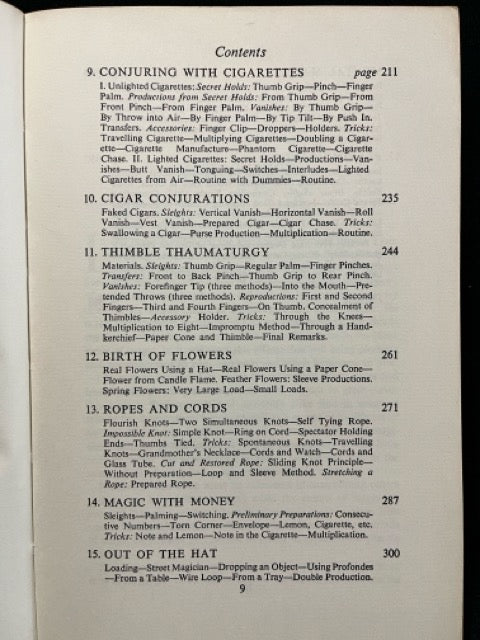 Contents
9. CONJURING WITH CIGARETTES page 211
I. Unlighted Cigarettes: Secret Holds: Thumb Grip—Pinch—Finger
Palm. Productions from Secret Holds: From Thumb Grip—From
Front Pinch—From Finger Palm. Vanishes: By Thumb Grip—
By Throw into Air—By Finger Palm—By Tip Tilt—By Push In.
Transfers. Accessories: Finger Clip—Droppers—Holders. Tricks:
Travelling Cigarette—Multiplying Cigarettes—Doubling a Cigar-
ette—Cigarette Manufacture—Phantom Cigarette—Cigarette
Chase. II. Lighted Cigarettes: Secret Holds—Productions—Van-
ishes—Butt Vanish—Tonguing—Switches—Interludes—Lighted
Cigarettes from Air—Routine with Dummies—Routine.
10. CIGAR CONJURATIONS 235
Faked Cigars. Sleights: Vertical Vanish—Horizontal Vanish—Roll
Vanish—Vest Vanish—Prepared Cigar—Cigar Chase. Tricks:
Swallowing a Cigar—Purse Production—Multiplication—Routine.
11. THIMBLE THAUMATURGY 244
Materials. Sleights: Thumb Grip—Regular Palm—Finger Pinches.
Transfers: Front to Back Pinch—Thumb Grip to Rear Pinch.
Vanishes: Forefinger Tip (three methods)—Into the Mouth—Pre-
tended Throws (three methods). Reproductions: First and Second
Fingers—Third and Fourth Fingers—On Thumb. Concealment of
Thimbles—Accessory Holder. Tricks: Through the Knees—
Multiplication to Eight—Impromptu Method—Through a Hand-
kerchief—Paper Cone and Thimble—Final Remarks.
12. BIRTH OF FLOWERS 261
Real Flowers Using a Hat—Real Flowers Using a Paper Cone—
Flower from Candle Flame. Feather Flowers: Sleeve Productions.
Spring Flowers: Very Large Load—Small Loads.
13. ROPES AND CORDS 271
Flourish Knots—Two Simultaneous Knots—Self Tying Rope.
Impossible Knot: Simple Knot—Ring on Cord—Spectator Holding
Ends—Thumbs Tied. Tricks: Spontaneous Knots—Travelling
Knots—Grandmother's Necklace—Cords and Watch—Cords and
Glass Tube. Cut and Restored Rope: Sliding Knot Principle—
Without Preparation—Loop and Sleeve Method. Stretching a
Rope: Prepared Rope.
14. MAGIC WITH MONEY 287
Sleights—Palming—Switching. Preliminary Preparations: Consecu-
tive Numbers—Torn Corner—Envelope—Lemon, Cigarette, etc.
Tricks: Note and Lemon—Note in the Cigarette—Multiplication.
15. OUT OF THE HAT 300
Loading—Street Magician—Dropping an Object—Using Profondes
—From a Table—Wire Loop—From a Tray—Double Production.
9